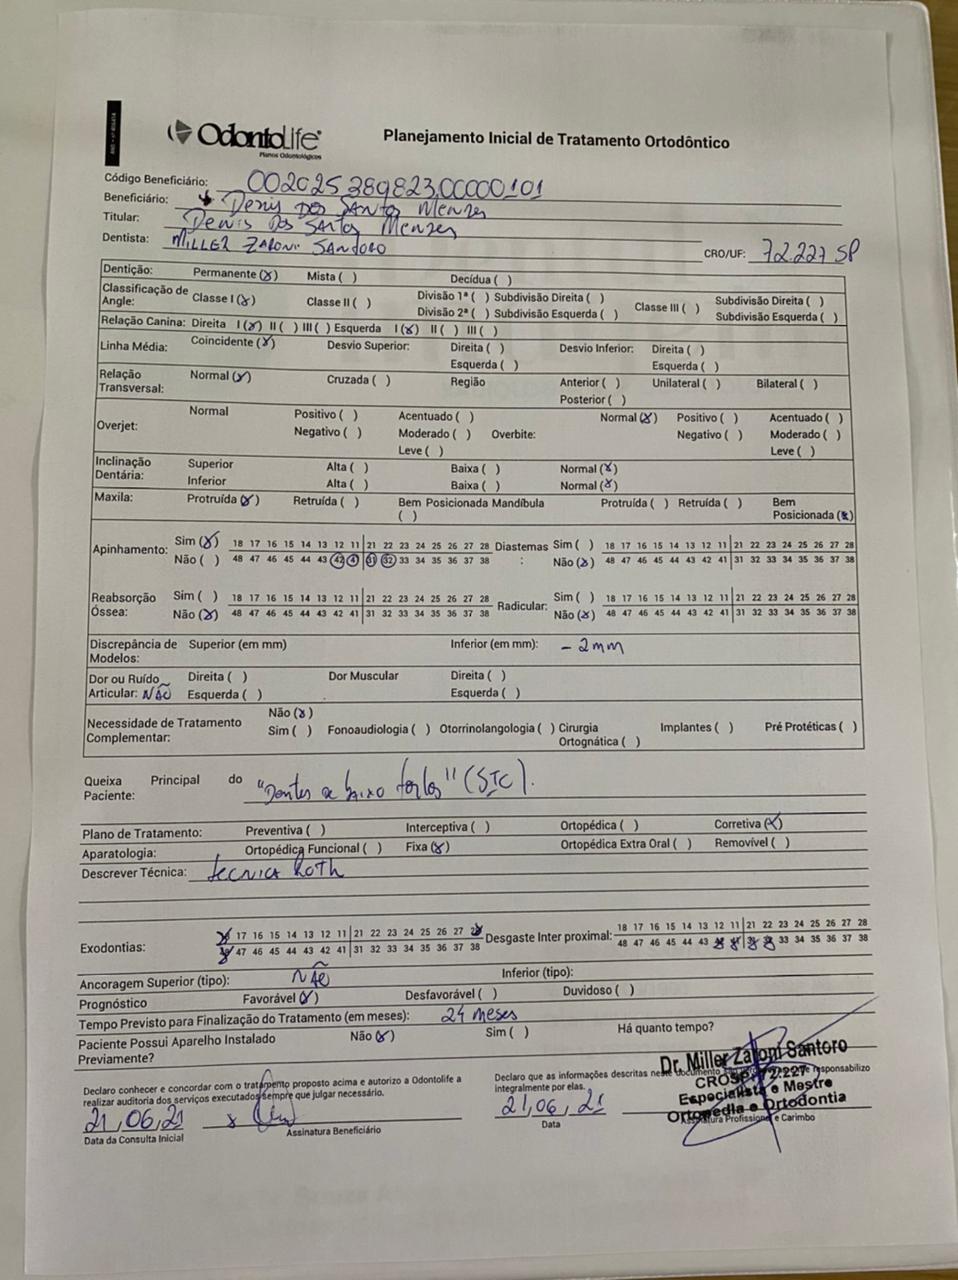 OdontoLife
Planos Odontológicos
Planejamento Inicial de Tratamento Ortodôntico
Código Beneficiário: 002025389823,00000101
Beneficiário: Denis dos Santos Menzes
Titular: Denis dos Santos Menzes
Dentista: Miller Zaroni Sandoro CRO/UF: 72.227 SP
Dentição: Permanente (x) Mista ( ) Decídua ( )
Classificação de Angle: Classe I (x) Classe II ( ) Divisão 1ª ( ) Subdivisão Direita ( ) Classe III ( ) Subdivisão Direita ( )
Divisão 2ª ( ) Subdivisão Esquerda ( ) Subdivisão Esquerda ( )
Relação Canina: Direita I (x) II ( ) III ( ) Esquerda I (x) II ( ) III ( )
Linha Média: Coincidente (x) Desvio Superior: Direita ( ) Desvio Inferior: Direita ( )
Esquerda ( ) Esquerda ( )
Relação Transversal: Normal (x) Cruzada ( ) Região Anterior ( ) Unilateral ( ) Bilateral ( )
Posterior ( )
Overjet: Normal Positivo ( ) Acentuado ( ) Overbite: Normal (x) Positivo ( ) Acentuado ( )
Negativo ( ) Moderado ( ) Negativo ( ) Moderado ( )
Leve ( ) Leve ( )
Inclinação Dentária: Superior Alta ( ) Baixa ( ) Normal (x)
Inferior Alta ( ) Baixa ( ) Normal (x)
Maxila: Protruída (x) Retruída ( ) Bem Posicionada ( ) Mandíbula Protruída ( ) Retruída ( ) Bem Posicionada (x)
Apinhamento: Sim (x) 18 17 16 15 14 13 12 11 21 22 23 24 25 26 27 28 Diastemas: Sim ( ) 18 17 16 15 14 13 12 11 21 22 23 24 25 26 27 28
Não ( ) 48 47 46 45 44 43 42 41 31 32 33 34 35 36 37 38 Não (x) 48 47 46 45 44 43 42 41 31 32 33 34 35 36 37 38
Reabsorção Óssea: Sim ( ) 18 17 16 15 14 13 12 11 21 22 23 24 25 26 27 28 Radicular: Sim ( ) 18 17 16 15 14 13 12 11 21 22 23 24 25 26 27 28
Não (x) 48 47 46 45 44 43 42 41 31 32 33 34 35 36 37 38 Não (x) 48 47 46 45 44 43 42 41 31 32 33 34 35 36 37 38
Discrepância de Modelos: Superior (em mm) Inferior (em mm): - 2mm
Dor ou Ruído Articular: NÃO Direita ( ) Dor Muscular Direita ( )
Esquerda ( ) Esquerda ( )
Necessidade de Tratamento Complementar: Não (x)
Sim ( ) Fonoaudiologia ( ) Otorrinolangologia ( ) Cirurgia Ortognática ( ) Implantes ( ) Pré Protéticas ( )
Queixa Principal do Paciente: "Dentes de baixo tortos" (SIC).
Plano de Tratamento: Preventiva ( ) Interceptiva ( ) Ortopédica ( ) Corretiva (x)
Aparatologia: Ortopédica Funcional ( ) Fixa (x) Ortopédica Extra Oral ( ) Removível ( )
Descrever Técnica: Tecnica Roth
Exodontias: 17 16 15 14 13 12 11 21 22 23 24 25 26 27 Desgaste Inter proximal: 18 17 16 15 14 13 12 11 21 22 23 24 25 26 27 28
47 46 45 44 43 42 41 31 32 33 34 35 36 37 38 48 47 46 45 44 43 33 34 35 36 37 38
Ancoragem Superior (tipo): NÃO Inferior (tipo):
Prognóstico Favorável (x) Desfavorável ( ) Duvidoso ( )
Tempo Previsto para Finalização do Tratamento (em meses): 24 meses
Paciente Possui Aparelho Instalado Previamente? Não (x) Sim ( ) Há quanto tempo?
Declaro conhecer e concordar com o tratamento proposto acima e autorizo a Odontolife a
realizar auditoria dos serviços executados sempre que julgar necessário.
21,06,21
Data da Consulta Inicial Assinatura Beneficiário
Declaro que as informações descritas neste documento responsabilizo
integralmente por elas.
21,06,21
Data Assinatura Profissional e Carimbo
Dr. Miller Zaroni Santoro
CROSP 72.227
Especialista e Mestre
Ortopedia e Ortodontia